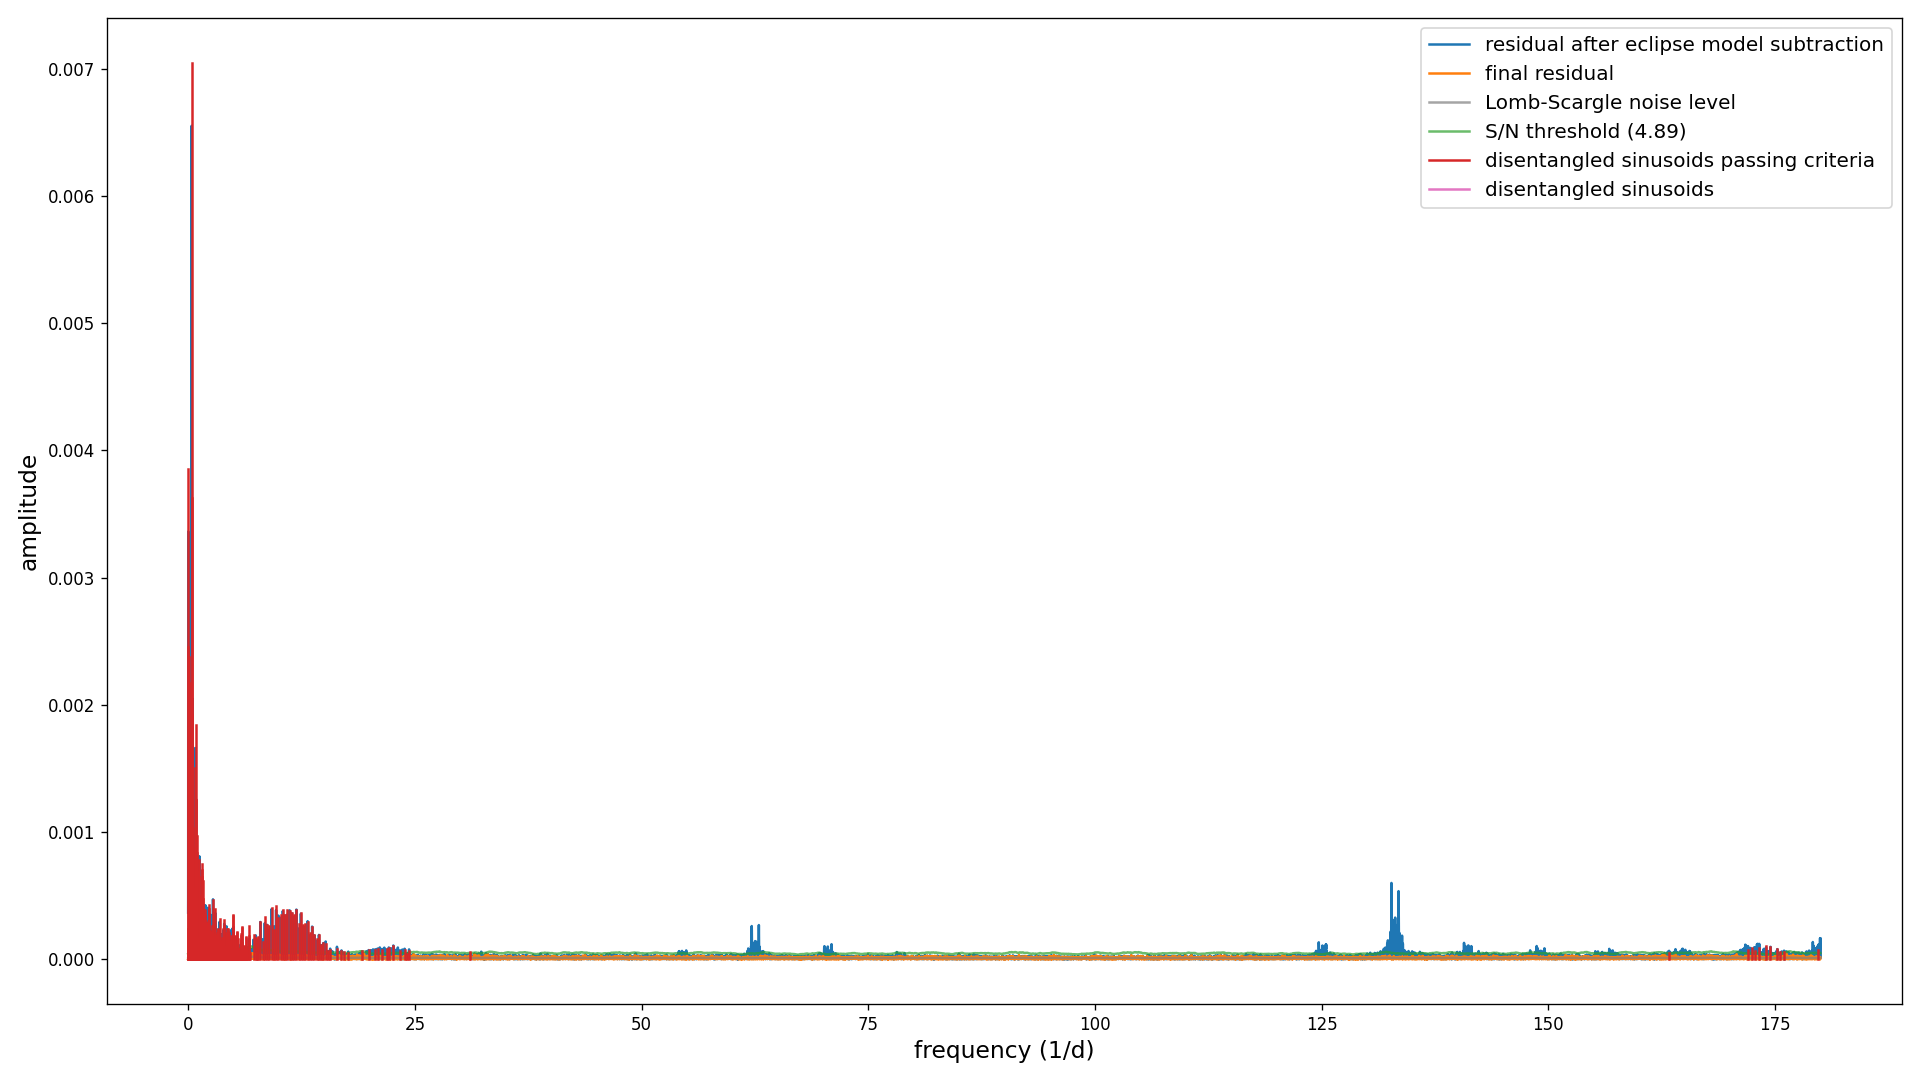 residual after eclipse model subtraction
final residual
Lomb-Scargle noise level
S/N threshold (4.89)
disentangled sinusoids passing criteria
disentangled sinusoids
0.007
0.006
0.005
0.004
0.003
0.002
0.001
0.000
amplitude
0 25 50 75 100 125 150 175
frequency (1/d)